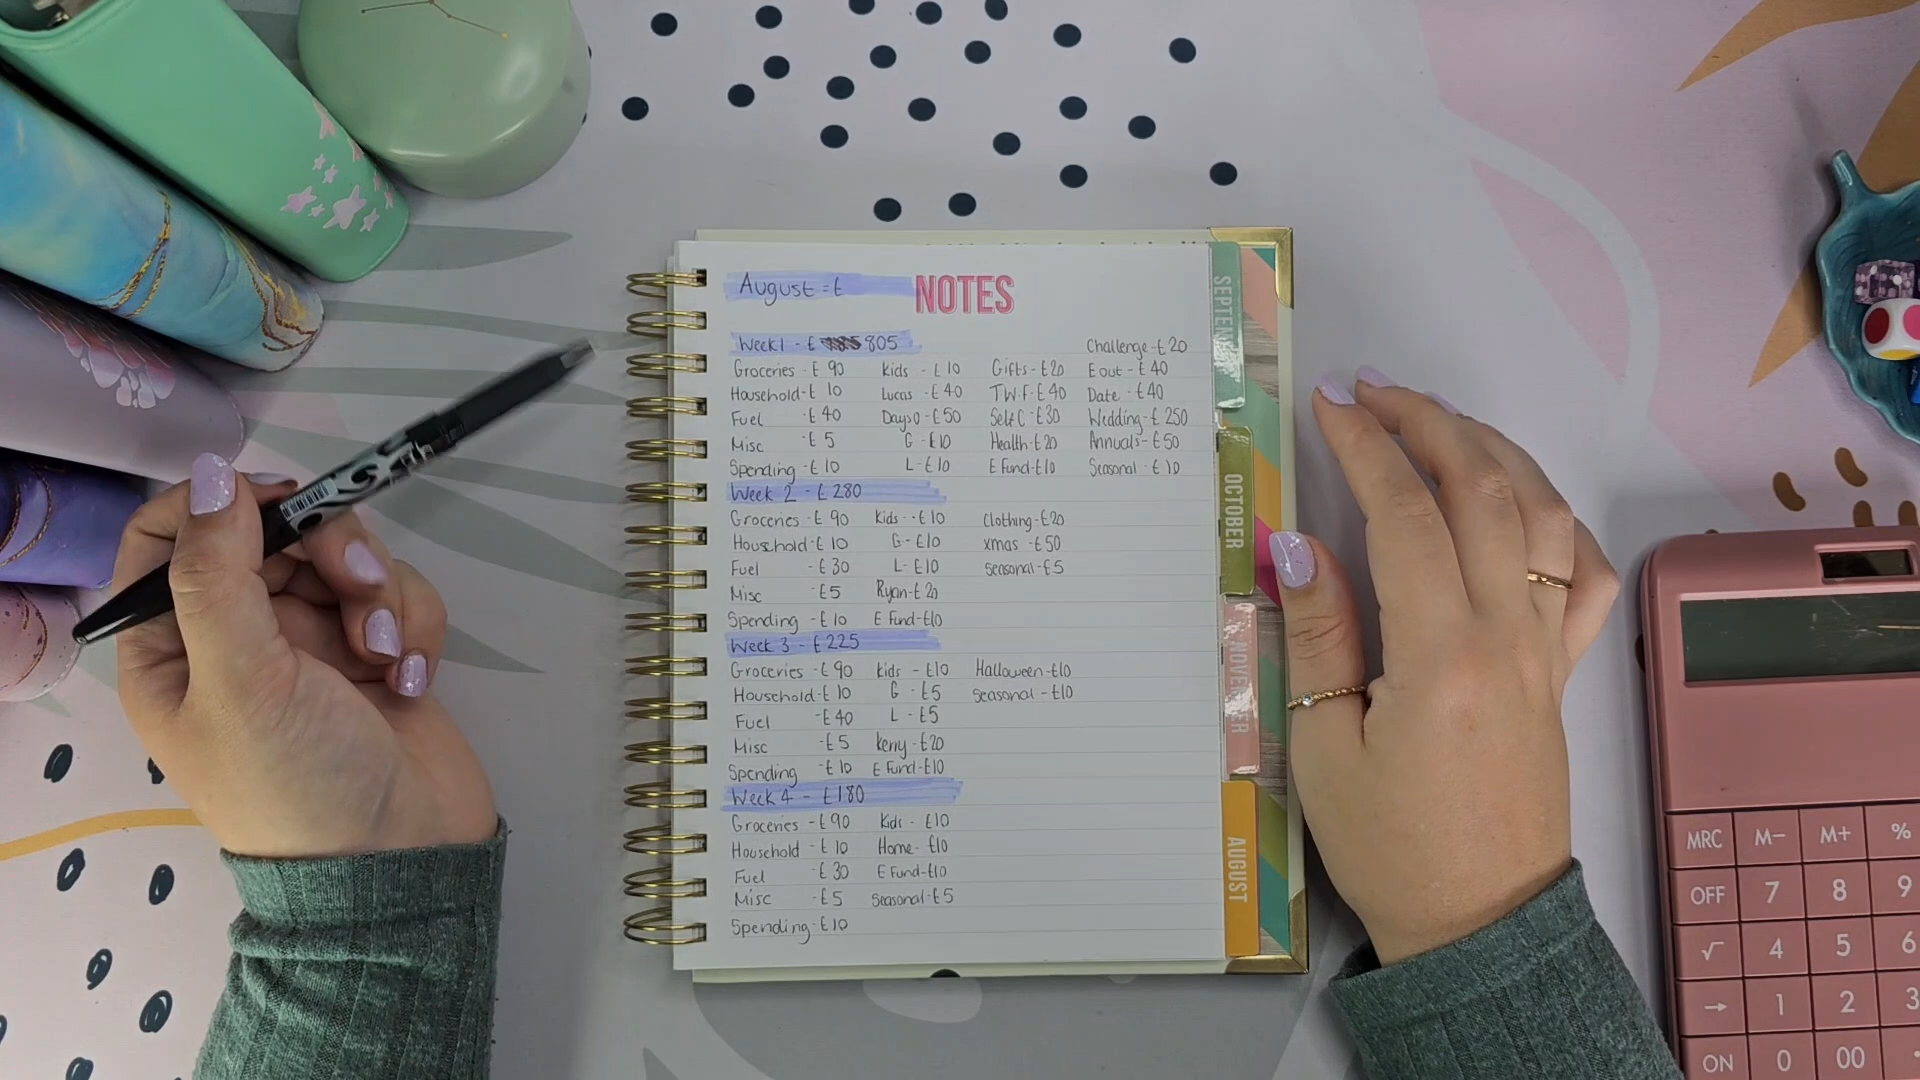 August = £
NOTES
Week 1 - £ 805
Challenge - £20
Groceries - £ 90 Kids - £10 Gifts - £20 E out - £40
Household - £ 10 Lucas - £40 T.W.F - £40 Date - £40
Fuel - £40 Days O - £50 Self C - £30 Wedding - £250
Misc - £5 G - £10 Health - £20 Annuals - £50
Spending - £10 L - £10 E Fund - £10 Seasonal - £10
Week 2 - £280
Groceries - £ 90 Kids - £10 Clothing - £20
Household - £ 10 G - £10 xmas - £50
Fuel - £30 L - £10 Seasonal - £5
Misc - £5 Ryan - £20
Spending - £10 E Fund - £10
Week 3 - £225
Groceries - £90 Kids - £10 Halloween - £10
Household - £ 10 G - £5 Seasonal - £10
Fuel - £40 L - £5
Misc - £5 Kerry - £20
Spending - £10 E Fund - £10
Week 4 - £180
Groceries - £90 Kids - £10
Household - £10 Home - £10
Fuel - £30 E Fund - £10
Misc - £5 Seasonal - £5
Spending - £10
OCTOBER
NOVEMBER
AUGUST
MRC M- M+ %
OFF 7 8 9
√ 4 5 6
→ 1 2 3
ON 0 00